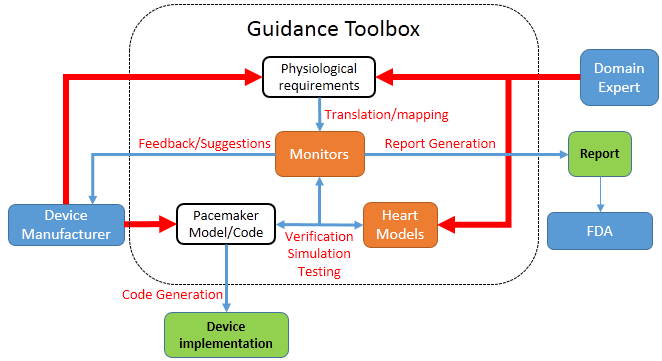 Guidance Toolbox
Physiological
requirements
Domain
Expert
Translation/mapping
Feedback/Suggestions
Monitors
Report Generation
Report
Device
Manufacturer
Pacemaker
Model/Code
Verification
Simulation
Testing
Heart
Models
FDA
Code Generation
Device
implementation